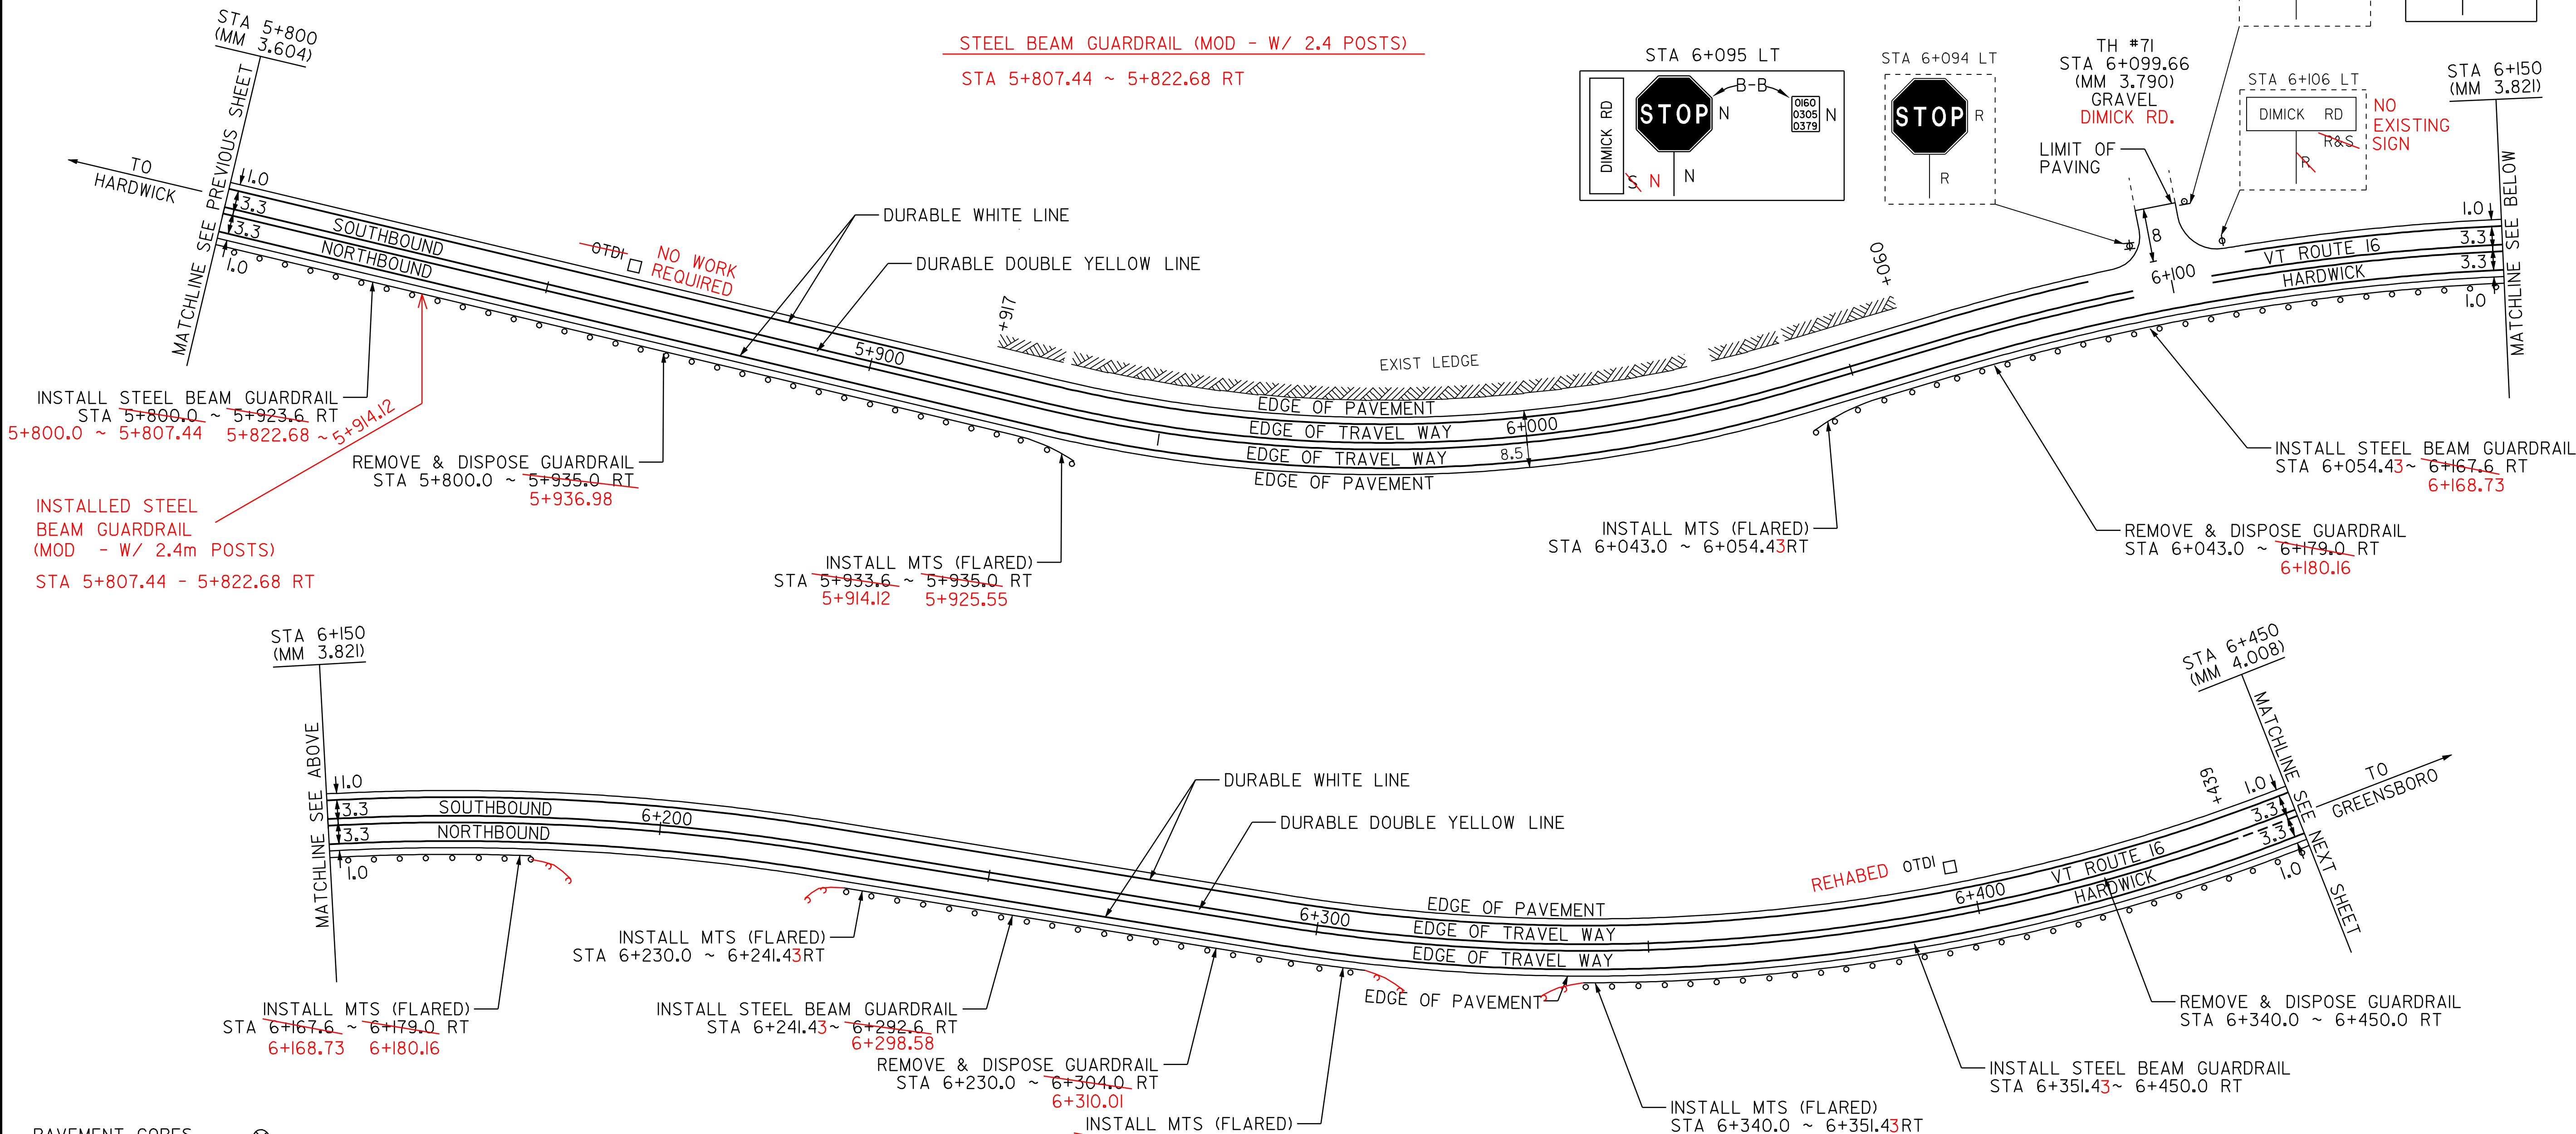 STA 5+800
(MM 3.604)
STEEL BEAM GUARDRAIL (MOD - W/ 2.4 POSTS)
STA 5+807.44 ~ 5+822.68 RT
STA 6+095 LT
DIMICK RD
STOP
N
B-B
0160
0305
0379
N
S N
N
STA 6+094 LT
STOP
R
R
TH #71
STA 6+099.66
(MM 3.790)
GRAVEL
DIMICK RD.
LIMIT OF
PAVING
STA 6+106 LT
DIMICK RD
R&S
R
NO
EXISTING
SIGN
STA 6+150
(MM 3.821)
MATCHLINE SEE PREVIOUS SHEET
TO
HARDWICK
1.0
3.3
3.3
1.0
SOUTHBOUND
NORTHBOUND
OTDI
NO WORK
REQUIRED
DURABLE WHITE LINE
DURABLE DOUBLE YELLOW LINE
5+900
+917
EXIST LEDGE
+060
EDGE OF PAVEMENT
EDGE OF TRAVEL WAY
6+000
EDGE OF TRAVEL WAY
8.5
EDGE OF PAVEMENT
8
6+100
VT ROUTE 16
HARDWICK
1.0
3.3
3.3
1.0
MATCHLINE SEE BELOW
INSTALL STEEL BEAM GUARDRAIL
STA 5+800.0 ~ 5+923.6 RT
5+800.0 ~ 5+807.44 5+822.68 ~ 5+914.12
REMOVE & DISPOSE GUARDRAIL
STA 5+800.0 ~ 5+935.0 RT
5+936.98
INSTALLED STEEL
BEAM GUARDRAIL
(MOD - W/ 2.4m POSTS)
STA 5+807.44 - 5+822.68 RT
INSTALL MTS (FLARED)
STA 5+933.6 ~ 5+935.0 RT
5+914.12 5+925.55
INSTALL MTS (FLARED)
STA 6+043.0 ~ 6+054.43RT
INSTALL STEEL BEAM GUARDRAIL
STA 6+054.43~ 6+167.6 RT
6+168.73
REMOVE & DISPOSE GUARDRAIL
STA 6+043.0 ~ 6+179.0 RT
6+180.16
STA 6+150
(MM 3.821)
MATCHLINE SEE ABOVE
1.0
3.3
3.3
1.0
SOUTHBOUND
NORTHBOUND
6+200
DURABLE WHITE LINE
DURABLE DOUBLE YELLOW LINE
6+300
EDGE OF PAVEMENT
EDGE OF TRAVEL WAY
EDGE OF TRAVEL WAY
EDGE OF PAVEMENT
REHABED OTDI
6+400
VT ROUTE 16
HARDWICK
+439
1.0
3.3
3.3
1.0
STA 6+450
(MM 4.008)
MATCHLINE SEE NEXT SHEET
TO
GREENSBORO
INSTALL MTS (FLARED)
STA 6+167.6 ~ 6+179.0 RT
6+168.73 6+180.16
INSTALL MTS (FLARED)
STA 6+230.0 ~ 6+241.43RT
INSTALL STEEL BEAM GUARDRAIL
STA 6+241.43~ 6+292.6 RT
6+298.58
REMOVE & DISPOSE GUARDRAIL
STA 6+230.0 ~ 6+304.0 RT
6+310.01
INSTALL MTS (FLARED)
INSTALL MTS (FLARED)
STA 6+340.0 ~ 6+351.43RT
INSTALL STEEL BEAM GUARDRAIL
STA 6+351.43~ 6+450.0 RT
REMOVE & DISPOSE GUARDRAIL
STA 6+340.0 ~ 6+450.0 RT